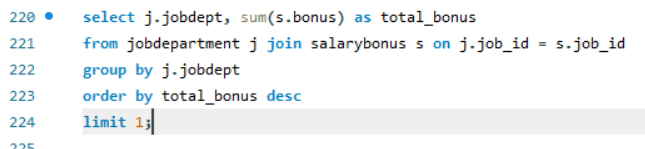 220 select j.jobdept, sum(s.bonus) as total_bonus
221 from jobdepartment j join salarybonus s on j.job_id = s.job_id
222 group by j.jobdept
223 order by total_bonus desc
224 limit 1;
225